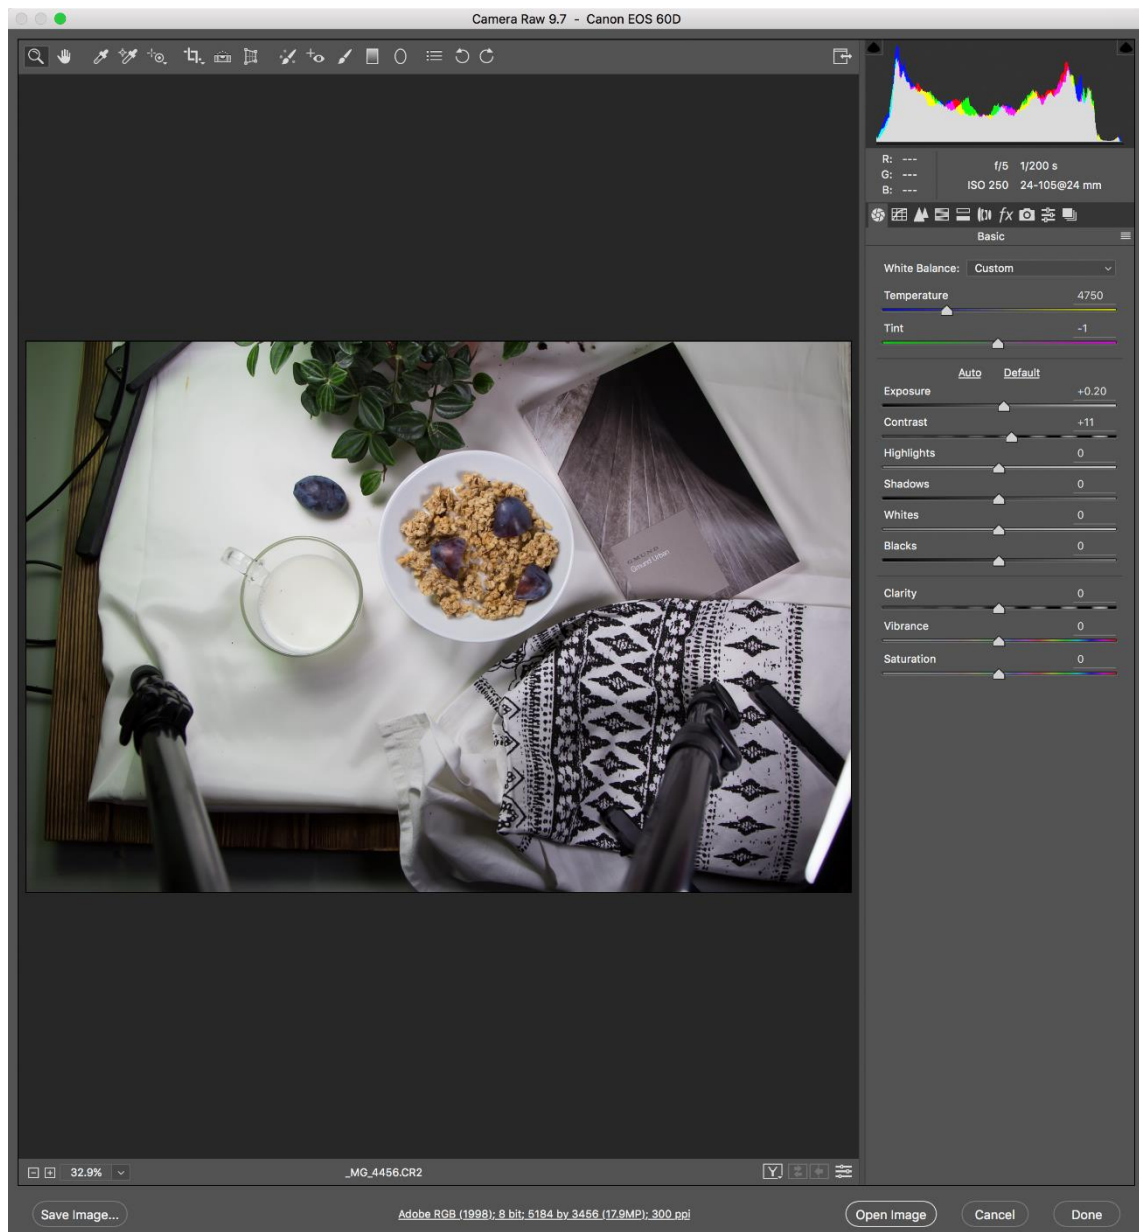 Camera Raw 9.7 - Canon EOS 60D
R: ---
G: ---
B: ---
f/5 1/200 s
ISO 250 24-105@24 mm
fx
Basic
White Balance: Custom
Temperature 4750
Tint -1
Auto Default
Exposure +0.20
Contrast +11
Highlights 0
Shadows 0
Whites 0
Blacks 0
Clarity 0
Vibrance 0
Saturation 0
Gmund Urban
32.9%
_MG_4456.CR2
Y
Save Image...
Adobe RGB (1998); 8 bit; 5184 by 3456 (17.9MP); 300 ppi
Open Image
Cancel
Done